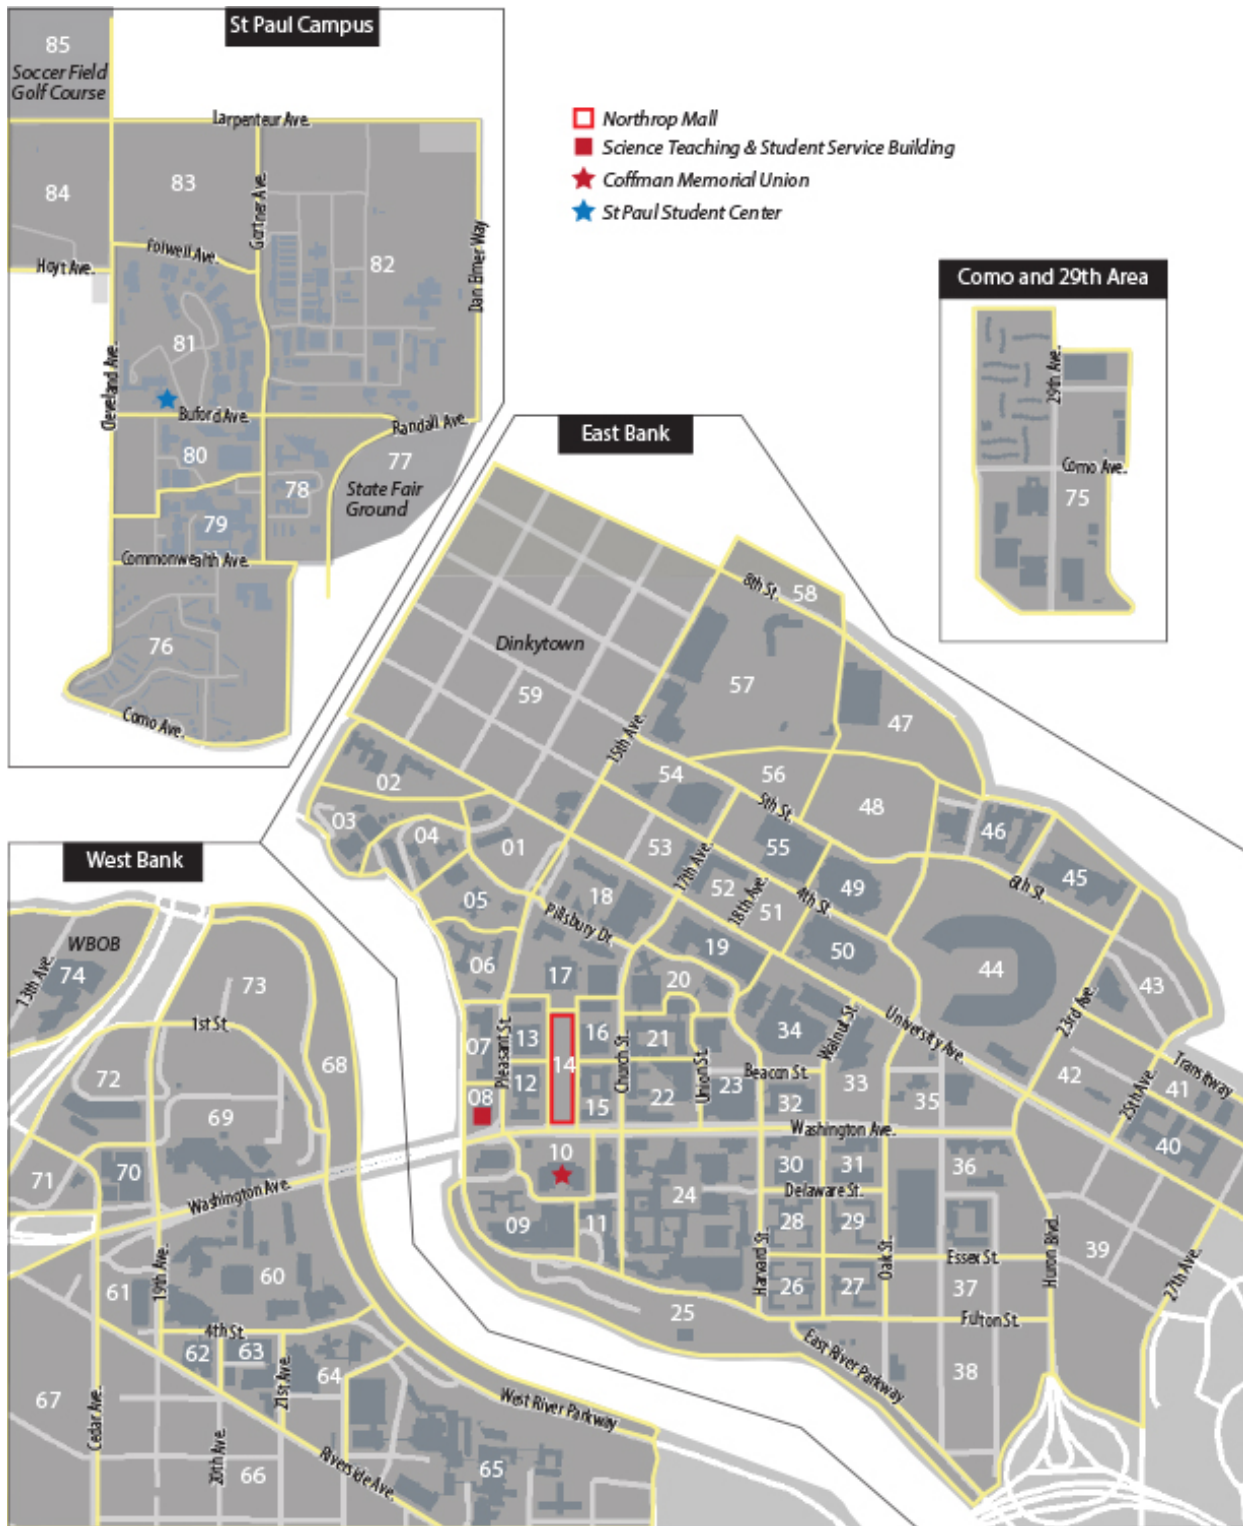 St Paul Campus
85
Soccer Field
Golf Course
Larpenteur Ave.
84
83
Gortner Ave.
82
Dan Elmer Way
Folwell Ave.
Hoyt Ave.
81
Cleveland Ave.
Buford Ave.
Randall Ave.
80
77
State Fair
Ground
78
79
Commonwealth Ave.
76
Como Ave.
Northrop Mall
Science Teaching & Student Service Building
Coffman Memorial Union
St Paul Student Center
Como and 29th Area
29th Ave.
Como Ave.
75
East Bank
8th St.
58
Dinkytown
57
59
47
15th Ave.
54
56
5th St.
48
02
03
04
01
53
17th Ave.
55
46
45
6th St.
52
18th Ave.
51
4th St.
49
05
18
Pillsbury Dr.
19
50
06
17
20
44
43
23rd Ave.
07
Pleasant St.
13
14
16
Church St.
21
34
Walnut St.
University Ave.
Transitway
08
12
15
22
Union St.
23
Beacon St.
32
33
35
42
25th Ave.
41
40
Washington Ave.
10
30
31
36
09
11
24
Delaware St.
28
29
Harvard St.
Oak St.
Essex St.
Huron Blvd.
39
27th Ave.
26
27
37
25
Fulton St.
East River Parkway
38
West Bank
WBOB
13th Ave.
74
73
1st St.
68
72
69
71
70
Washington Ave.
19th Ave.
61
60
4th St.
62
63
21st Ave.
64
67
Cedar Ave.
West River Parkway
20th Ave.
66
Riverside Ave.
65